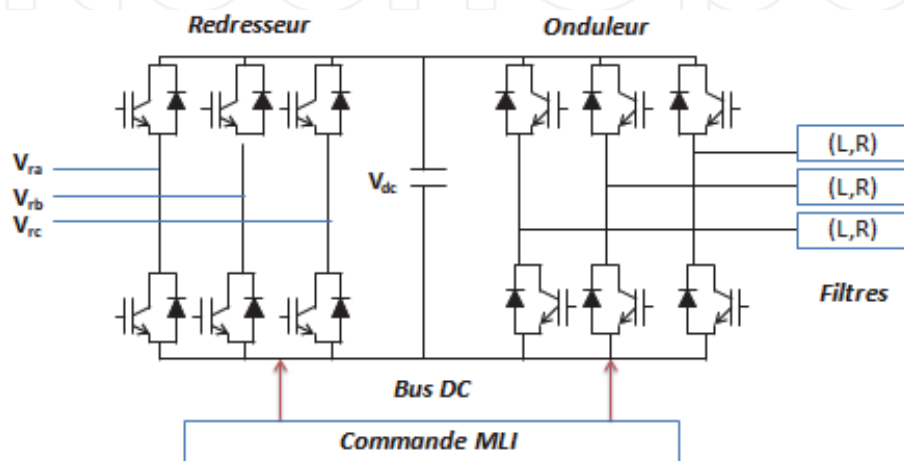 Redresseur
Onduleur
V_ra
V_rb
V_rc
V_dc
(L,R)
(L,R)
(L,R)
Filtres
Bus DC
Commande MLI